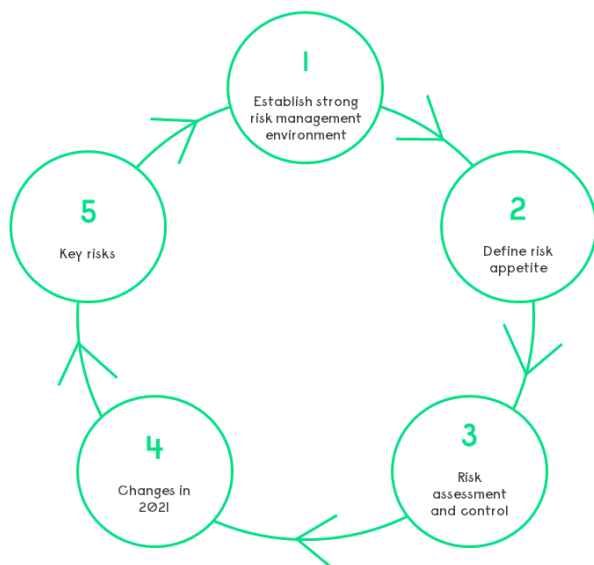 1
Establish strong
risk management
environment
2
Define risk
appetite
3
Risk
assessment
and control
4
Changes in
2021
5
Key risks